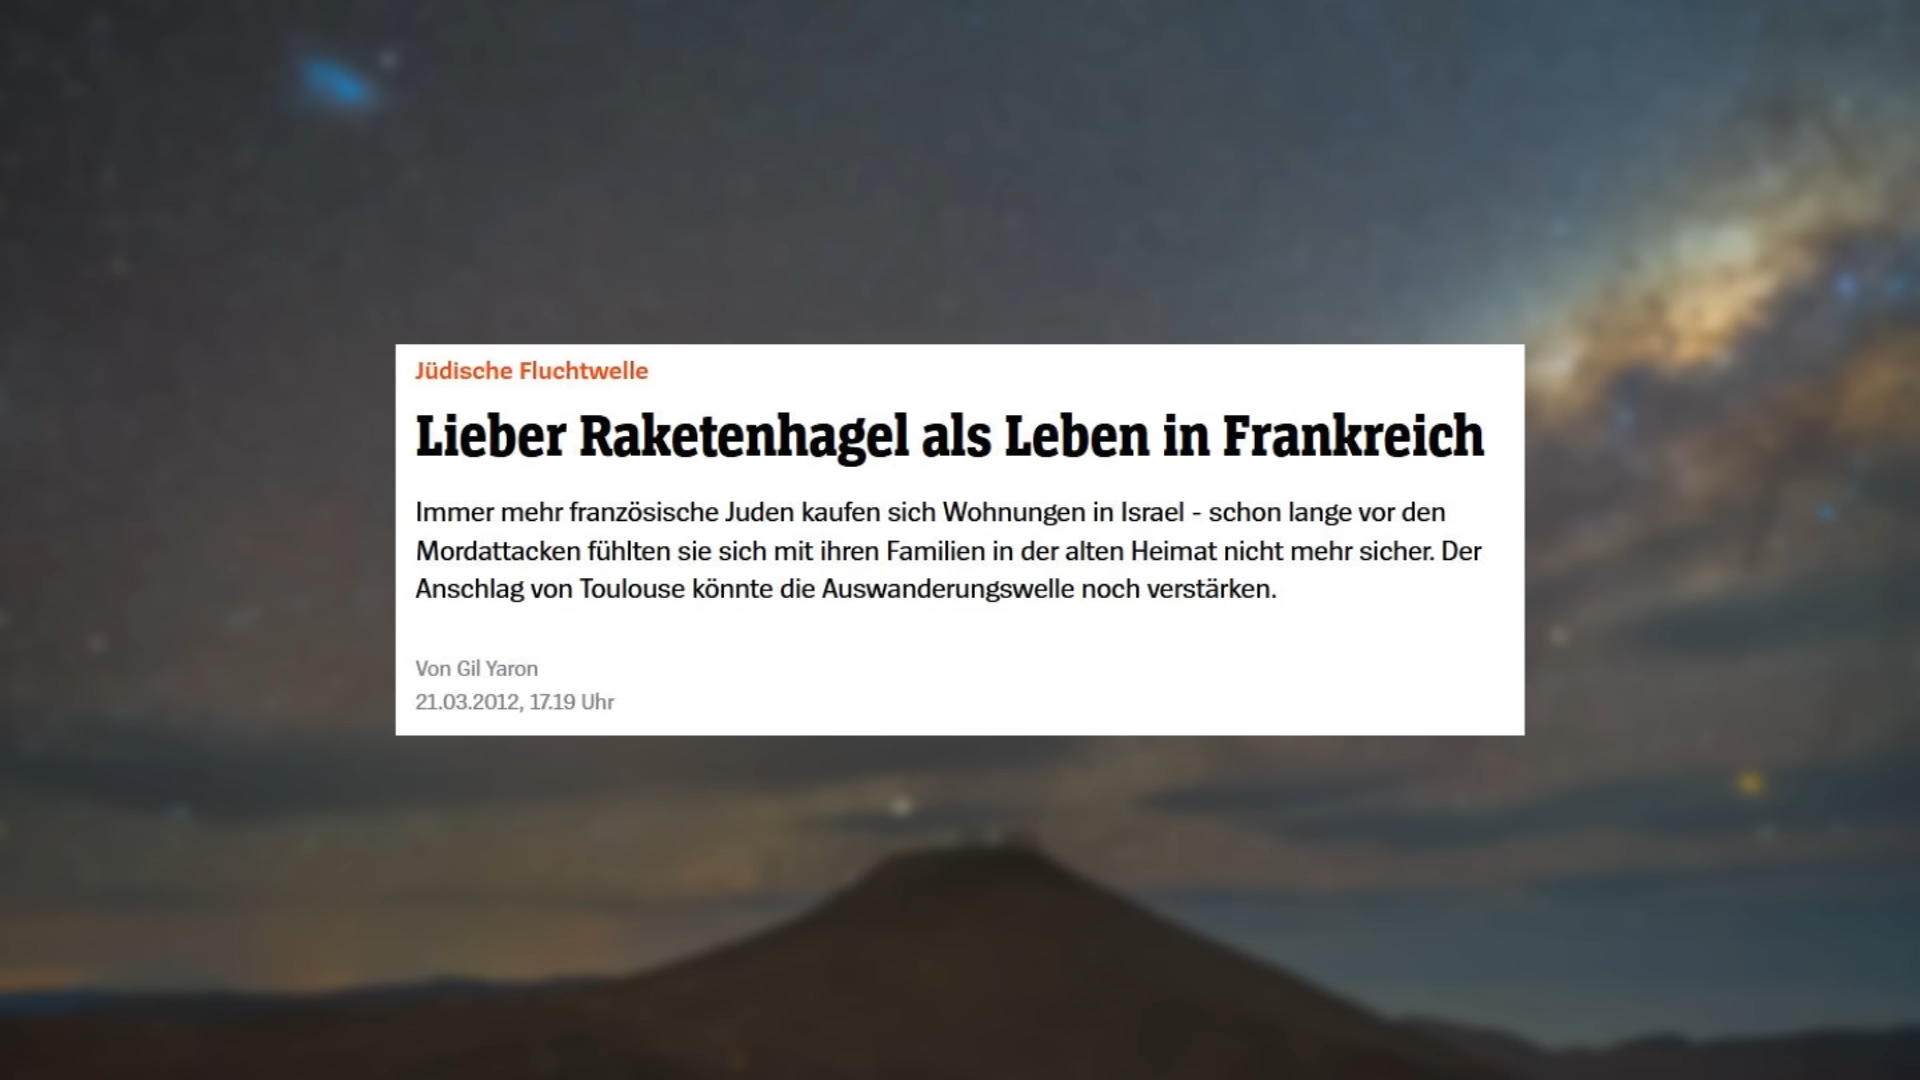 Jüdische Fluchtwelle
Lieber Raketenhagel als Leben in Frankreich
Immer mehr französische Juden kaufen sich Wohnungen in Israel - schon lange vor den
Mordattacken fühlten sie sich mit ihren Familien in der alten Heimat nicht mehr sicher. Der
Anschlag von Toulouse könnte die Auswanderungswelle noch verstärken.
Von Gil Yaron
21.03.2012, 17.19 Uhr